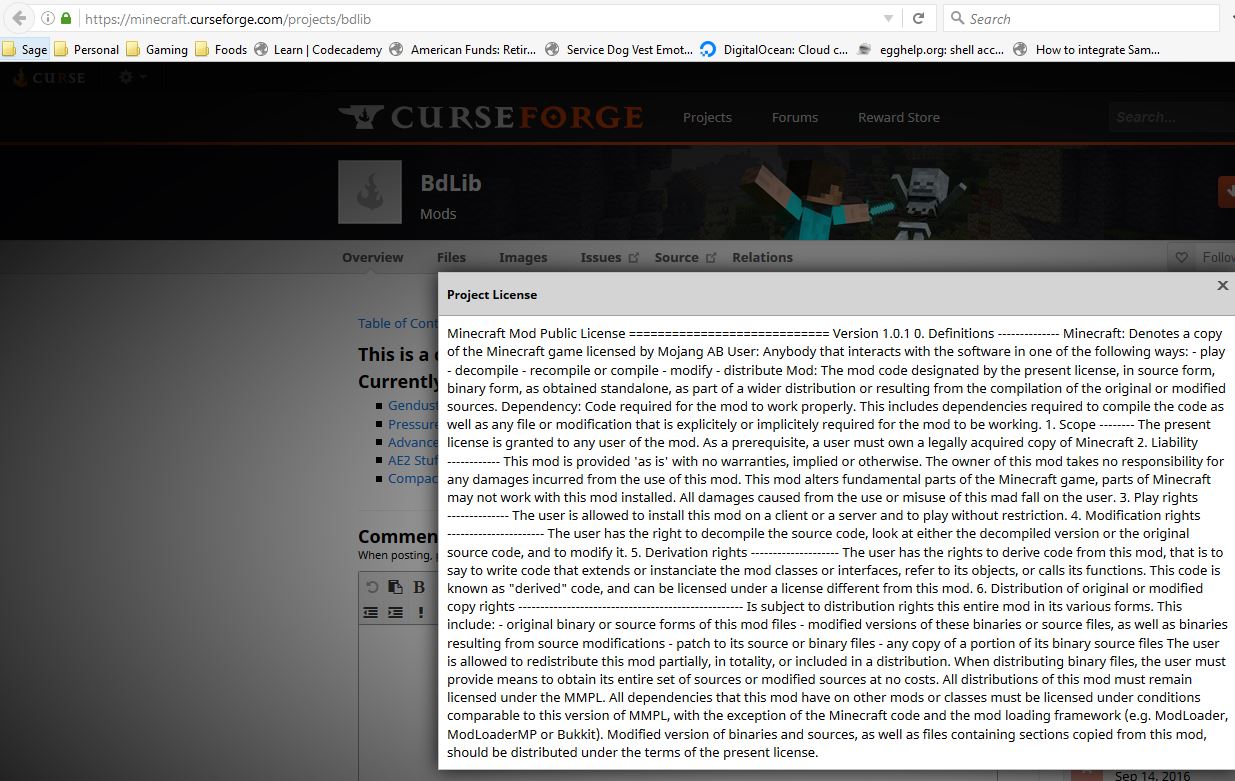 https://minecraft.curseforge.com/projects/bdlib
Search
Sage Personal Gaming Foods Learn | Codecademy American Funds: Retir... Service Dog Vest Emot... DigitalOcean: Cloud c... egghelp.org: shell acc... How to integrate Sam...
CURSE
CURSEFORGE Projects Forums Reward Store Search...
BdLib
Mods
Overview Files Images Issues Source Relations Follow
Project License
Table of Cont
This is a
Currently
Gendust
Pressure
Advance
AE2 Stuf
Compac
Commen
When posting,
B
!
Minecraft Mod Public License ============================ Version 1.0.1 0. Definitions ------------- Minecraft: Denotes a copy
of the Minecraft game licensed by Mojang AB User: Anybody that interacts with the software in one of the following ways: - play
- decompile - recompile or compile - modify - distribute Mod: The mod code designated by the present license, in source form,
binary form, as obtained standalone, as part of a wider distribution or resulting from the compilation of the original or modified
sources. Dependency: Code required for the mod to work properly. This includes dependencies required to compile the code as
well as any file or modification that is explicitely or implicitely required for the mod to be working. 1. Scope -------- The present
license is granted to any user of the mod. As a prerequisite, a user must own a legally acquired copy of Minecraft 2. Liability
------------ This mod is provided 'as is' with no warranties, implied or otherwise. The owner of this mod takes no responsibility for
any damages incurred from the use of this mod. This mod alters fundamental parts of the Minecraft game, parts of Minecraft
may not work with this mod installed. All damages caused from the use or misuse of this mad fall on the user. 3. Play rights
-------------- The user is allowed to install this mod on a client or a server and to play without restriction. 4. Modification rights
---------------------- The user has the right to decompile the source code, look at either the decompiled version or the original
source code, and to modify it. 5. Derivation rights -------------------- The user has the rights to derive code from this mod, that is to
say to write code that extends or instanciate the mod classes or interfaces, refer to its objects, or calls its functions. This code is
known as "derived" code, and can be licensed under a license different from this mod. 6. Distribution of original or modified
copy rights ------------------------------------------------- Is subject to distribution rights this entire mod in its various forms. This
include: - original binary or source forms of this mod files - modified versions of these binaries or source files, as well as binaries
resulting from source modifications - patch to its source or binary files - any copy of a portion of its binary source files The user
is allowed to redistribute this mod partially, in totality, or included in a distribution. When distributing binary files, the user must
provide means to obtain its entire set of sources or modified sources at no costs. All distributions of this mod must remain
licensed under the MMPL. All dependencies that this mod have on other mods or classes must be licensed under conditions
comparable to this version of MMPL, with the exception of the Minecraft code and the mod loading framework (e.g. ModLoader,
ModLoaderMP or Bukkit). Modified version of binaries and sources, as well as files containing sections copied from this mod,
should be distributed under the terms of the present license.
Sep 14, 2016